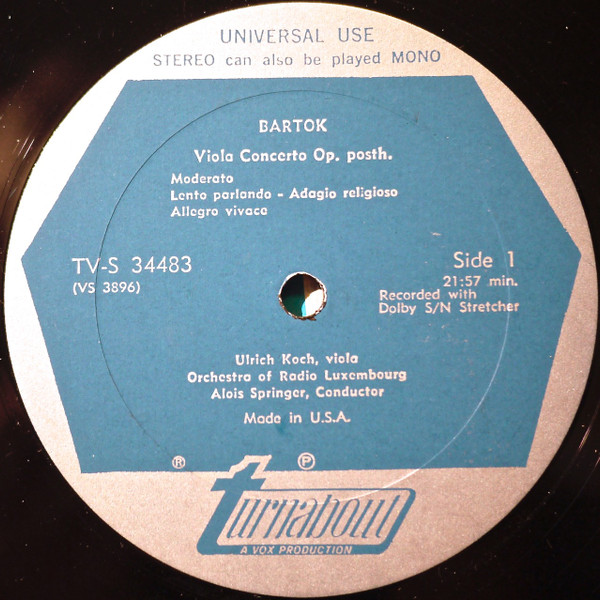 UNIVERSAL USE
STEREO can also be played MONO
BARTOK
Viola Concerto Op. posth.
Moderato
Lento parlando - Adagio religioso
Allegro vivace
TV-S 34483
(VS 3896)
Side 1
21:57 min.
Recorded with
Dolby S/N Stretcher
Ulrich Koch, viola
Orchestra of Radio Luxembourg
Alois Springer, Conductor
Made in U.S.A.
® ℗
turnabout
A VOX PRODUCTION